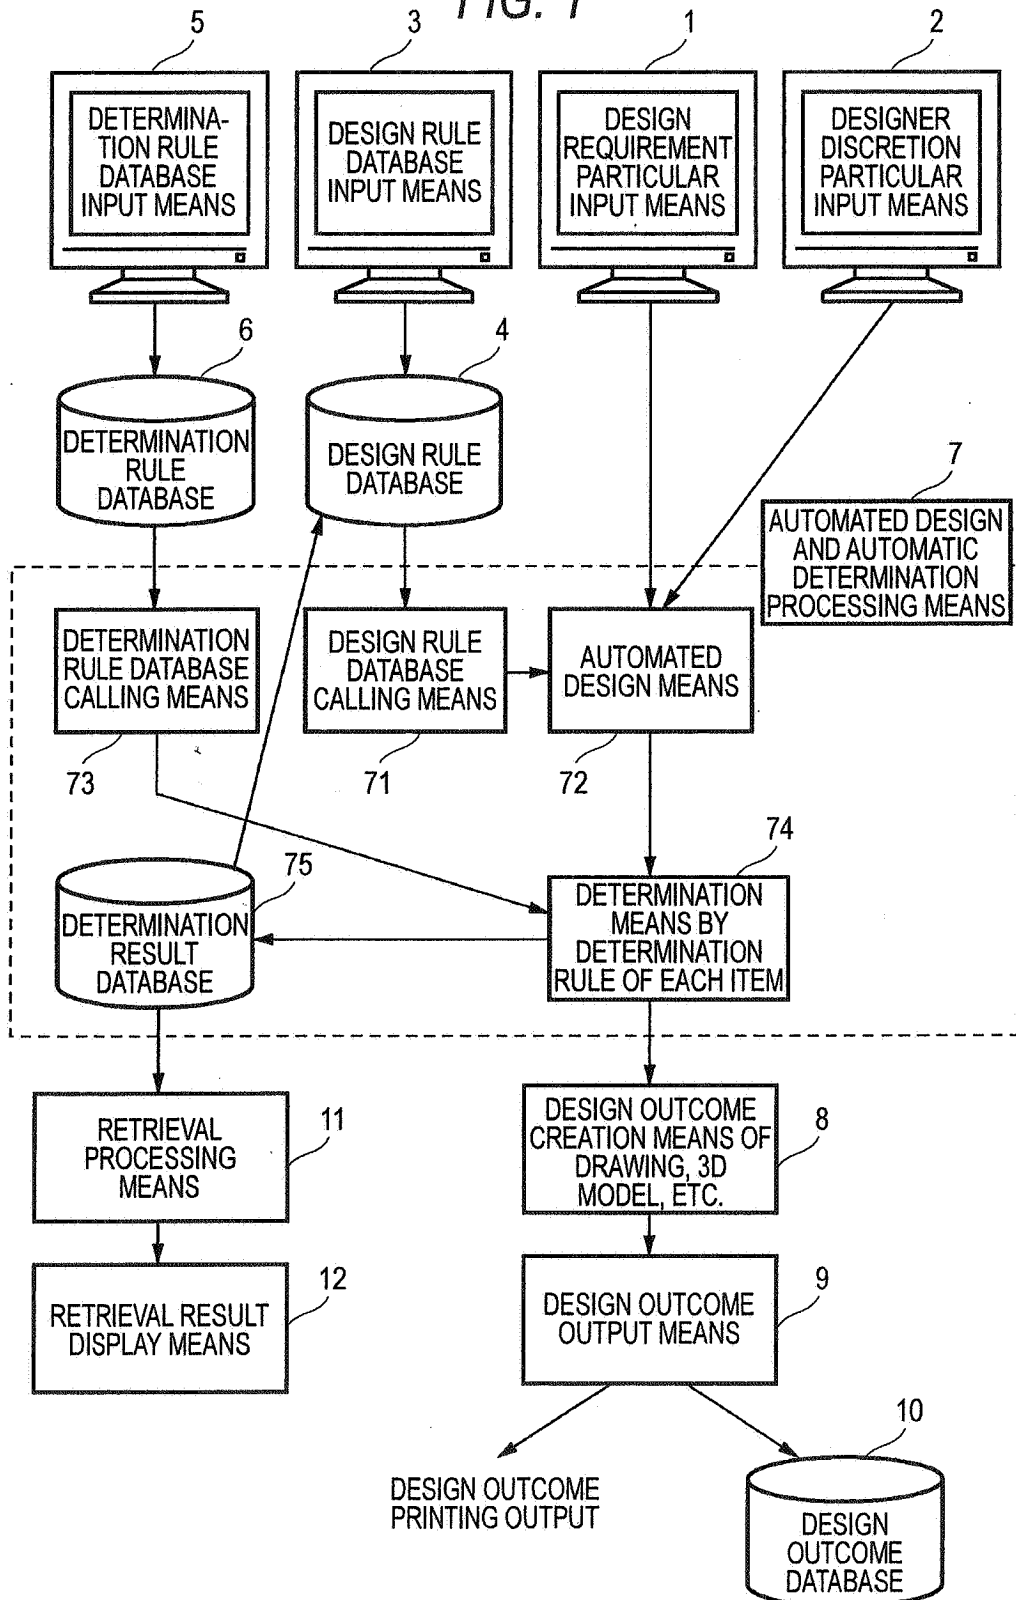 FIG. 1
5
3
1
2
DETERMINA-
TION RULE
DATABASE
INPUT MEANS
DESIGN RULE
DATABASE
INPUT MEANS
DESIGN
REQUIREMENT
PARTICULAR
INPUT MEANS
DESIGNER
DISCRETION
PARTICULAR
INPUT MEANS
6
4
DETERMINATION
RULE
DATABASE
DESIGN RULE
DATABASE
7
AUTOMATED DESIGN
AND AUTOMATIC
DETERMINATION
PROCESSING MEANS
DETERMINATION
RULE DATABASE
CALLING MEANS
DESIGN RULE
DATABASE
CALLING MEANS
AUTOMATED
DESIGN MEANS
73
71
72
74
75
DETERMINATION
RESULT
DATABASE
DETERMINATION
MEANS BY
DETERMINATION
RULE OF EACH ITEM
RETRIEVAL
PROCESSING
MEANS
11
DESIGN OUTCOME
CREATION MEANS OF
DRAWING, 3D
MODEL, ETC.
8
RETRIEVAL RESULT
DISPLAY MEANS
12
DESIGN OUTCOME
OUTPUT MEANS
9
10
DESIGN OUTCOME
PRINTING OUTPUT
DESIGN
OUTCOME
DATABASE